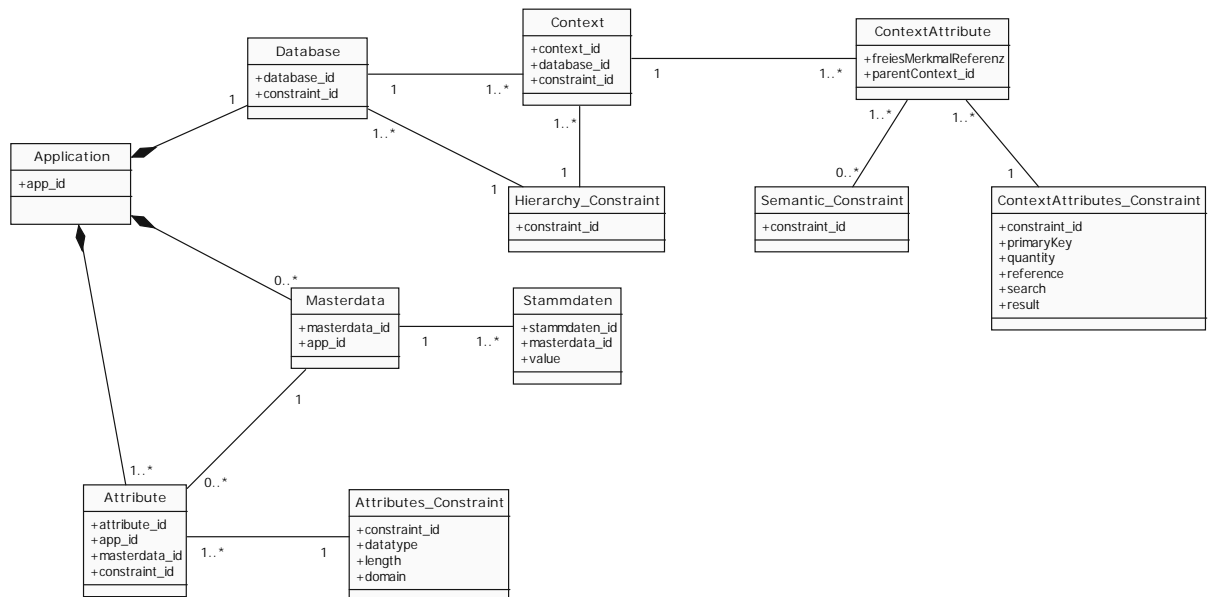 Context
+context_id
+database_id
+constraint_id
ContextAttribute
+freiesMerkmalReferenz
+parentContext_id
Database
+database_id
+constraint_id
1
1..*
1
1..*
1
1..*
1..*
1
1..*
1
1..*
0..*
1..*
1
Application
+app_id
Hierarchy_Constraint
+constraint_id
Semantic_Constraint
+constraint_id
ContextAttributes_Constraint
+constraint_id
+primaryKey
+quantity
+reference
+search
+result
0..*
Masterdata
+masterdata_id
+app_id
1
1..*
Stammdaten
+stammdaten_id
+masterdata_id
+value
1
0..*
1..*
Attribute
+attribute_id
+app_id
+masterdata_id
+constraint_id
1..*
1
Attributes_Constraint
+constraint_id
+datatype
+length
+domain